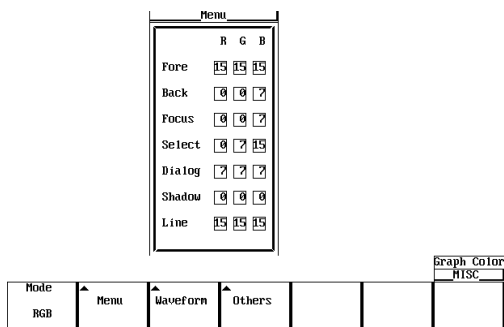 Menu
R G B
Fore 15 15 15
Back 0 0 7
Focus 0 0 7
Select 0 7 15
Dialog 7 7 7
Shadow 0 0 0
Line 15 15 15
Graph Color
MISC
Mode
RGB
Menu
Waveform
Others